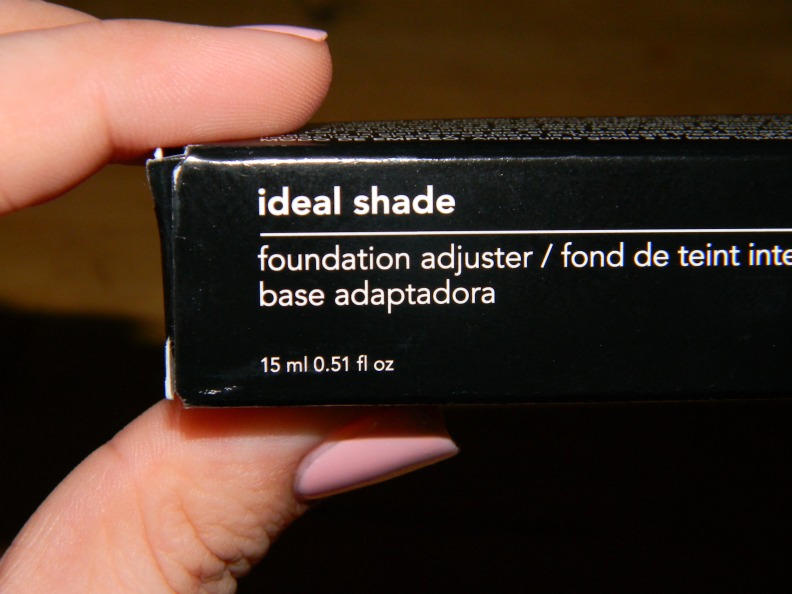 ideal shade
foundation adjuster / fond de teint inte
base adaptadora
15 ml 0.51 fl oz